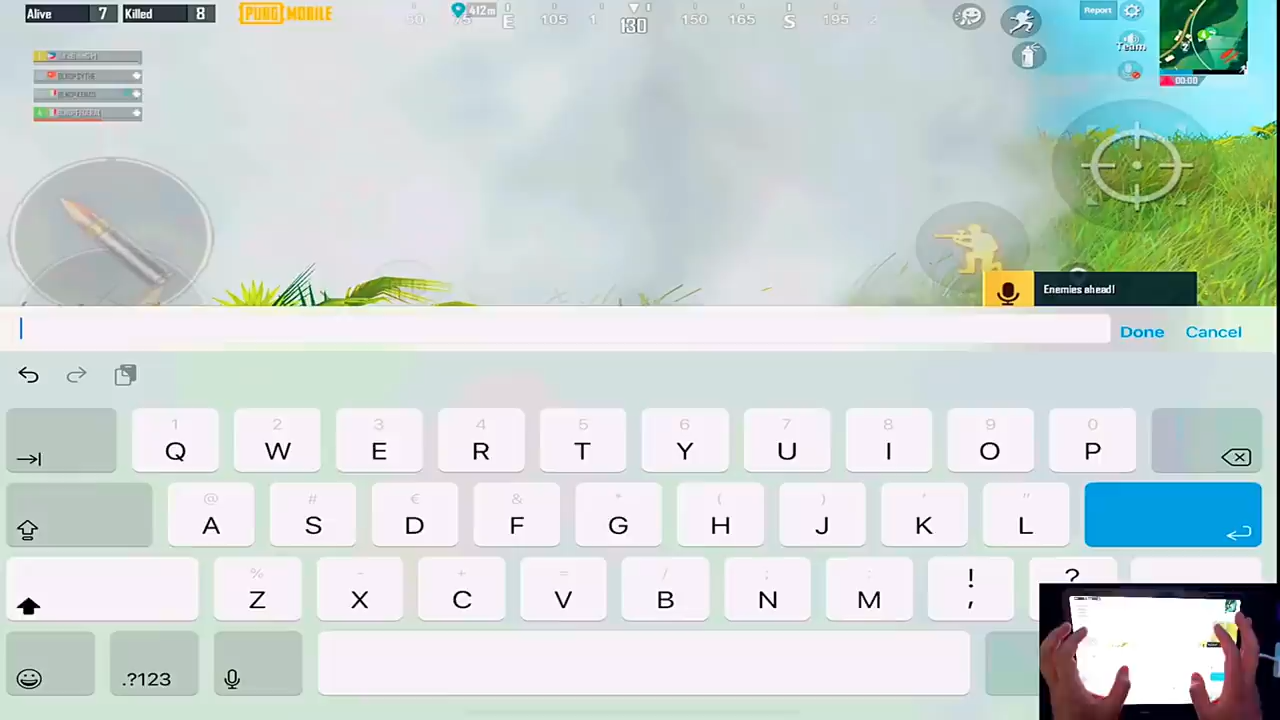 Alive 7 Killed 8
PUBG MOBILE
412m
E 105 130 150 165 S 195
Report
Team
00:00
Enemies ahead!
Done Cancel
1 2 3 4 5 6 7 8 9 0
Q W E R T Y U I O P
@ # € & * ( ) ' "
A S D F G H J K L
% - + = / ; : ! ?
Z X C V B N M ,
.?123